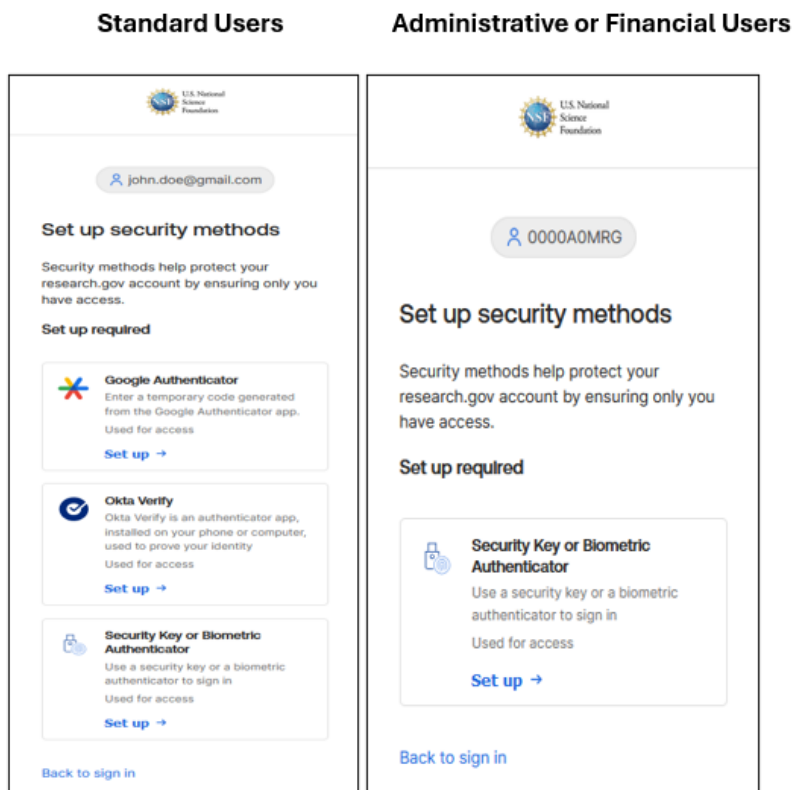 Standard Users
Administrative or Financial Users
U.S. National
Science
Foundation
NSF
john.doe@gmail.com
Set up security methods
Security methods help protect your
research.gov account by ensuring only you
have access.
Set up required
Google Authenticator
Enter a temporary code generated
from the Google Authenticator app.
Used for access
Set up →
Okta Verify
Okta Verify is an authenticator app,
installed on your phone or computer,
used to prove your identity
Used for access
Set up →
Security Key or Biometric
Authenticator
Use a security key or a biometric
authenticator to sign in
Used for access
Set up →
Back to sign in
U.S. National
Science
Foundation
NSF
0000A0MRG
Set up security methods
Security methods help protect your
research.gov account by ensuring only you
have access.
Set up required
Security Key or Biometric
Authenticator
Use a security key or a biometric
authenticator to sign in
Used for access
Set up →
Back to sign in